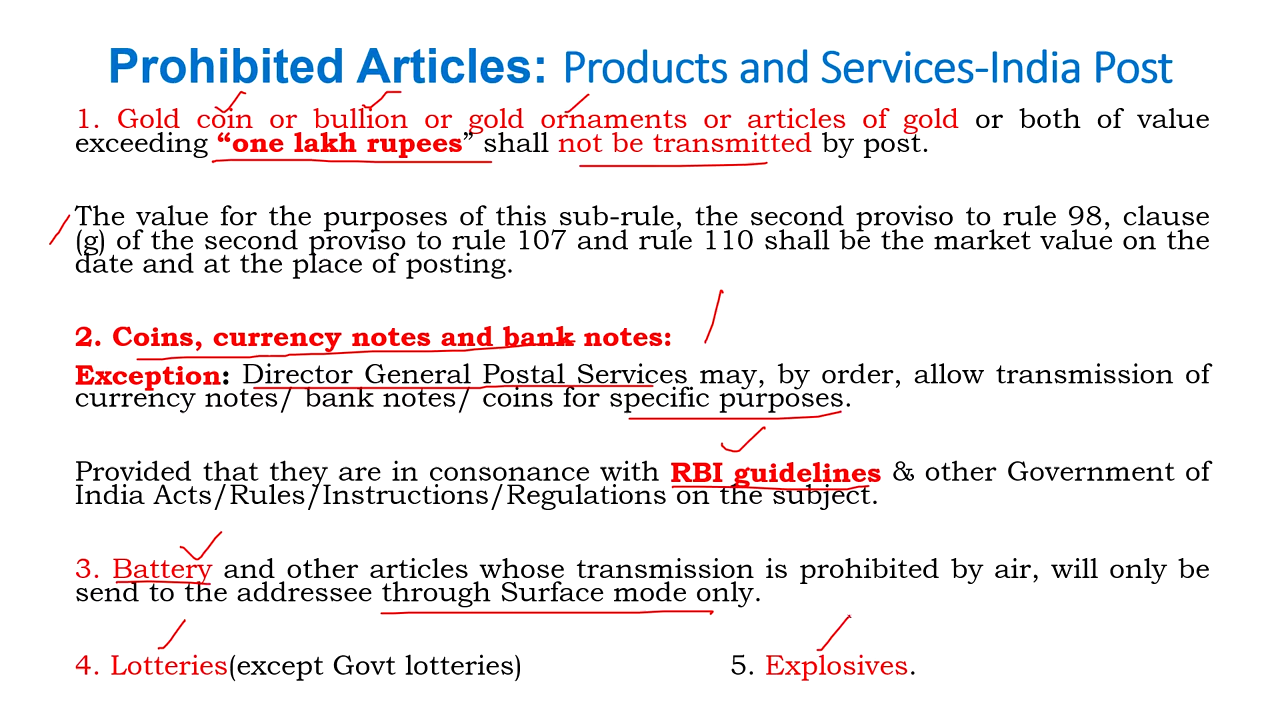 Prohibited Articles: Products and Services-India Post
1. Gold coin or bullion or gold ornaments or articles of gold or both of value
exceeding “one lakh rupees” shall not be transmitted by post.
The value for the purposes of this sub-rule, the second proviso to rule 98, clause
(g) of the second proviso to rule 107 and rule 110 shall be the market value on the
date and at the place of posting.
2. Coins, currency notes and bank notes:
Exception: Director General Postal Services may, by order, allow transmission of
currency notes/ bank notes/ coins for specific purposes.
Provided that they are in consonance with RBI guidelines & other Government of
India Acts/Rules/Instructions/Regulations on the subject.
3. Battery and other articles whose transmission is prohibited by air, will only be
send to the addressee through Surface mode only.
4. Lotteries(except Govt lotteries) 5. Explosives.